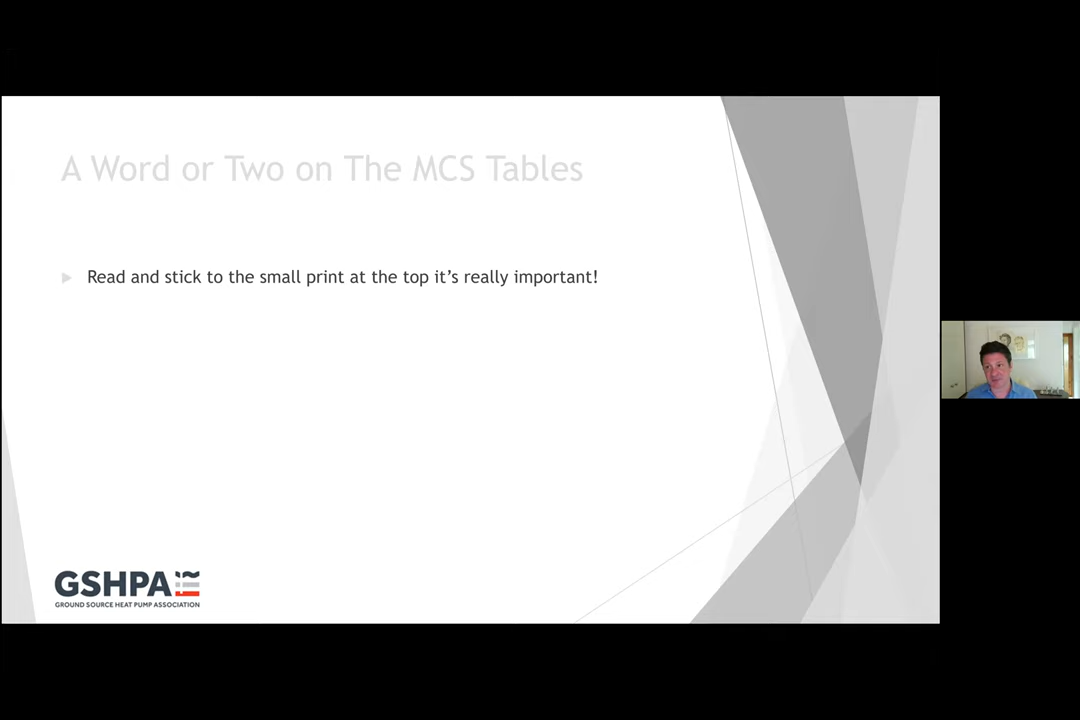 A Word or Two on The MCS Tables
Read and stick to the small print at the top it's really important!
GSHPA
GROUND SOURCE HEAT PUMP ASSOCIATION